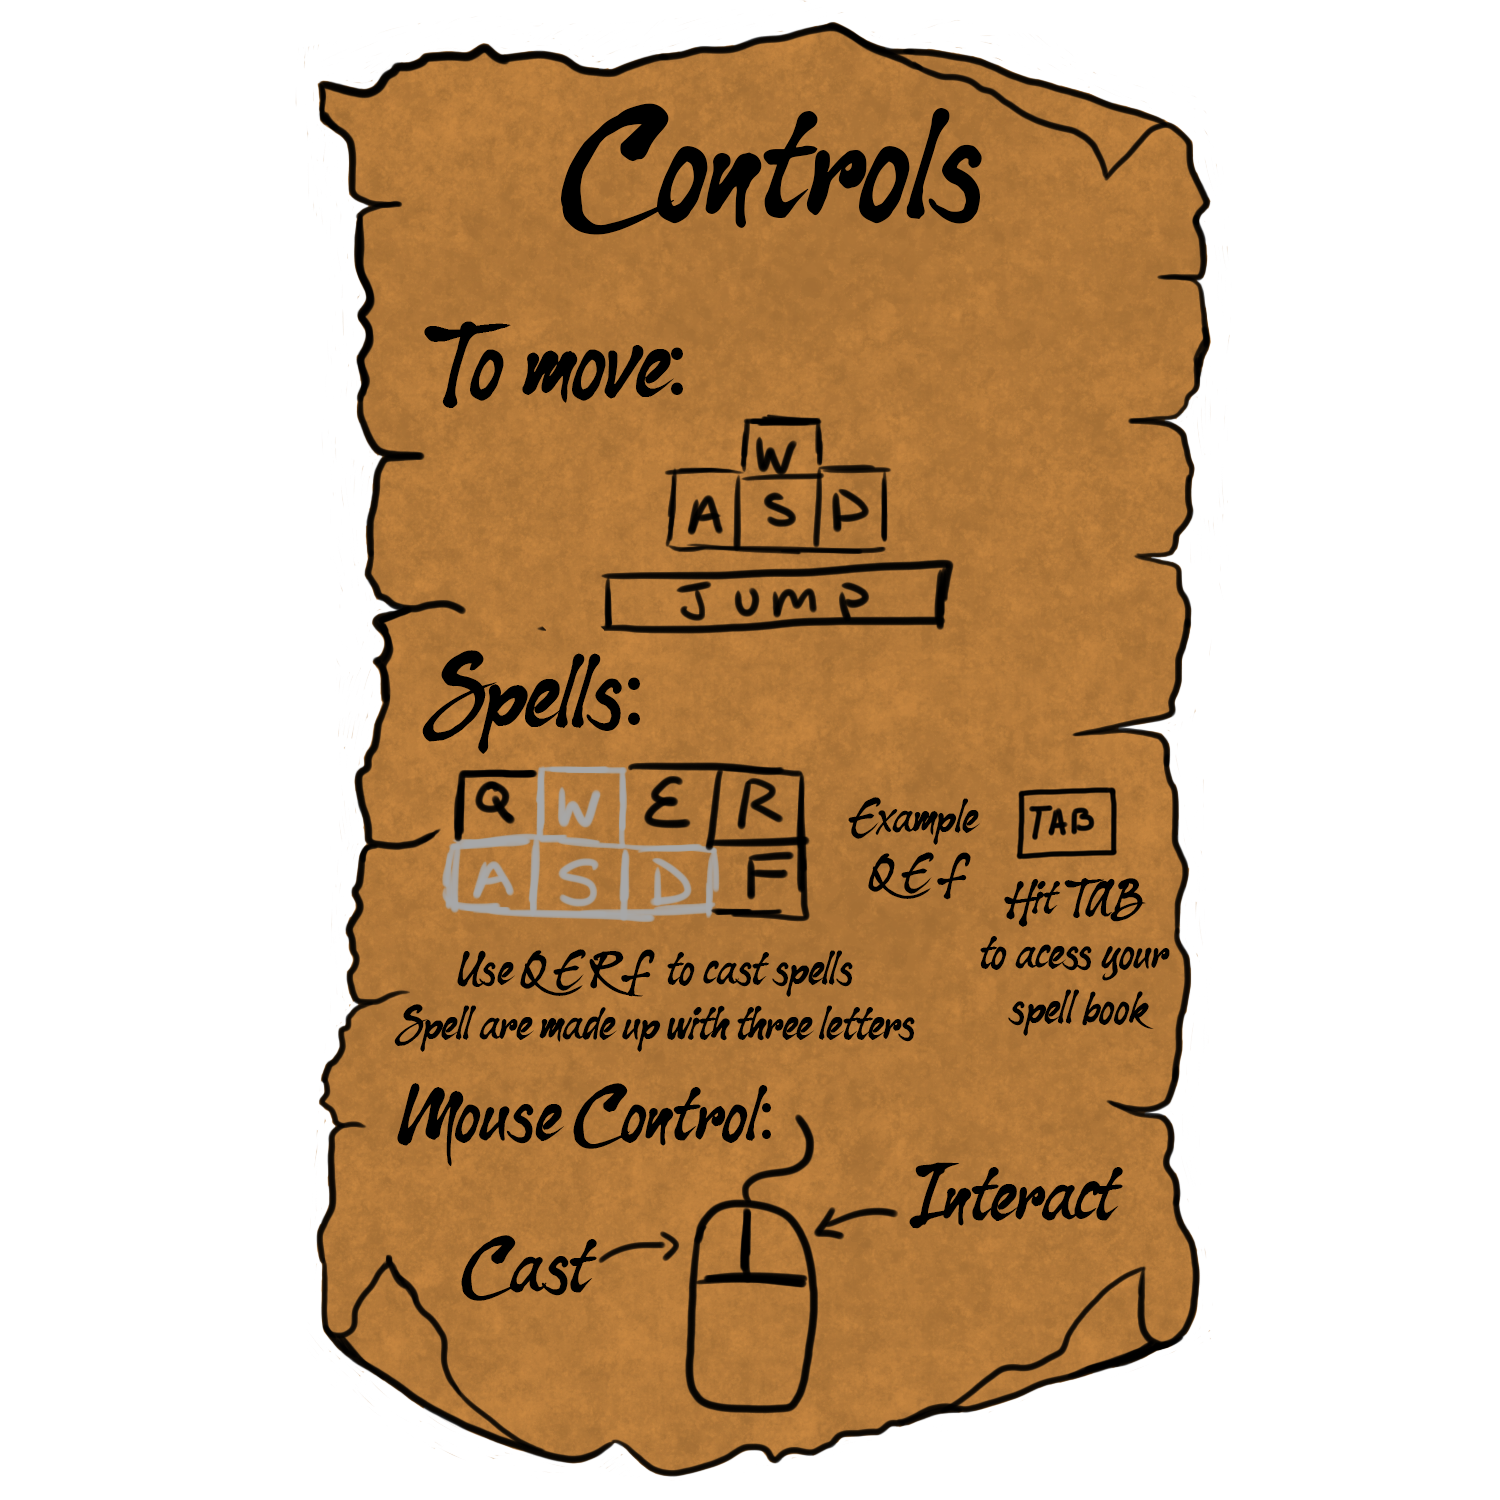 Controls
To move:
W
A S D
Jump
Spells:
Q W E R
A S D F
Example
QEf
TAB
Hit TAB
to acess your
spell book
Use QERf to cast spells
Spell are made up with three letters
Mouse Control:
Interact
Cast